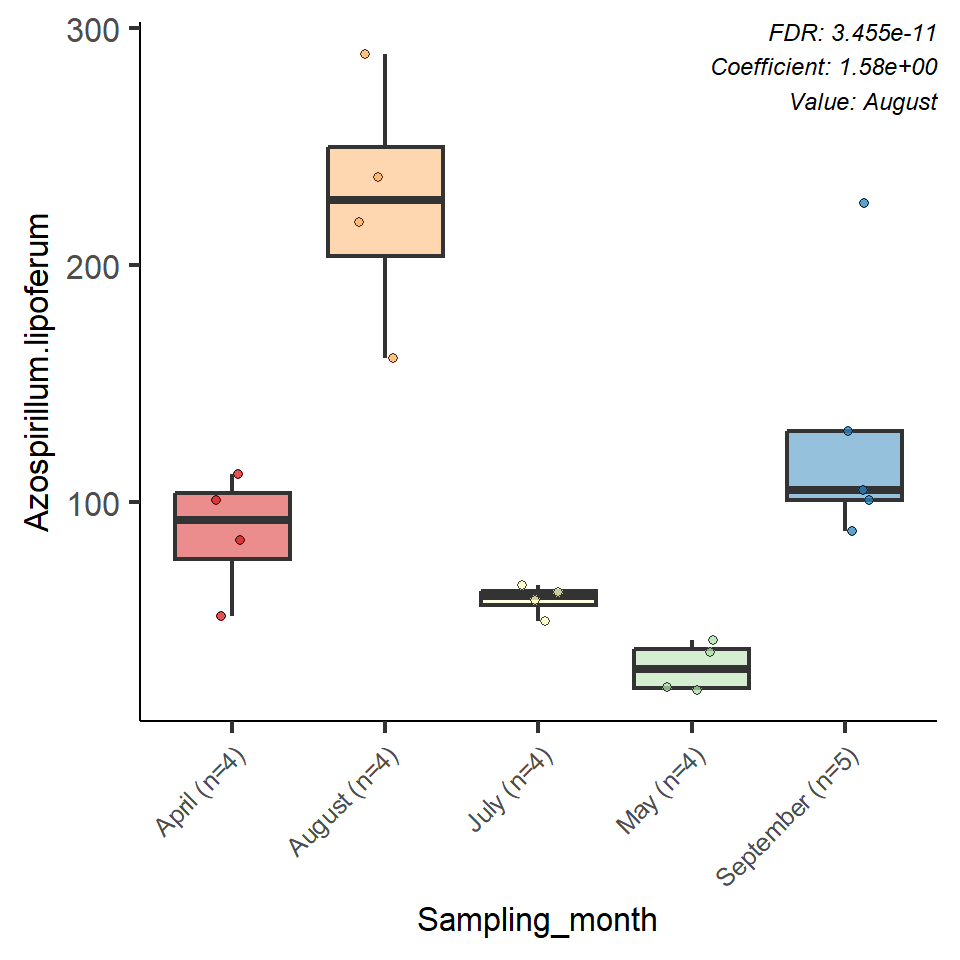 FDR: 3.455e-11
Coefficient: 1.58e+00
Value: August
300
200
100
Azospirillum.lipoferum
April (n=4)
August (n=4)
July (n=4)
May (n=4)
September (n=5)
Sampling_month